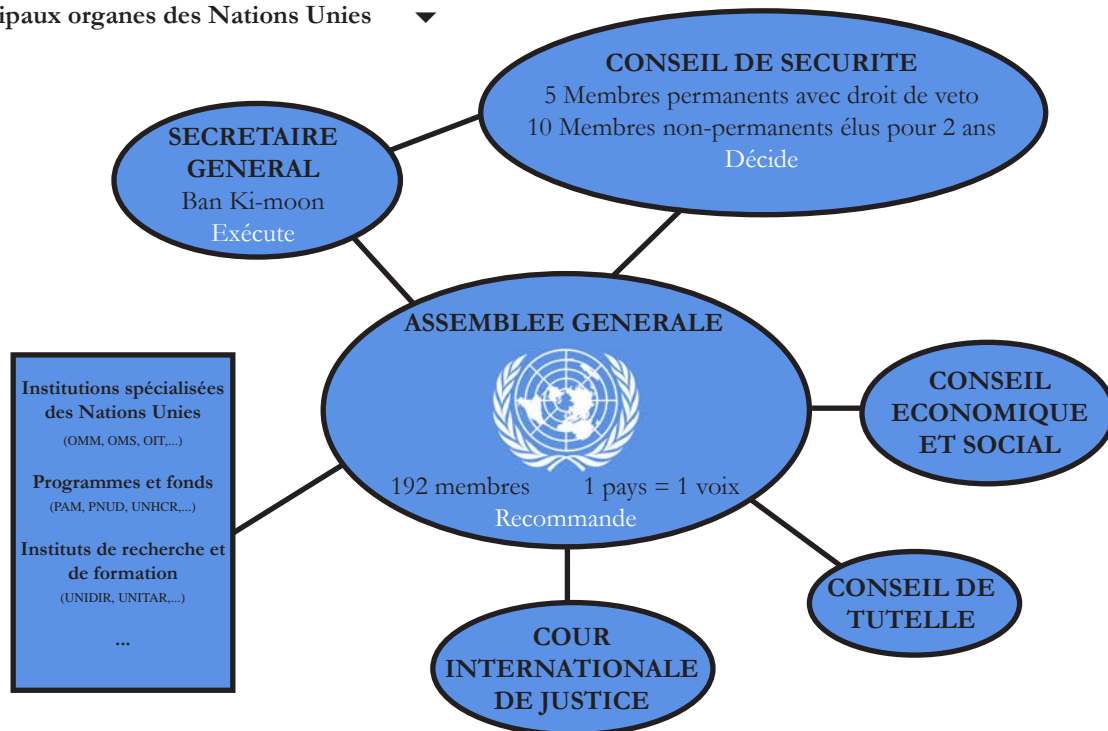 ipaux organes des Nations Unies
CONSEIL DE SECURITE
5 Membres permanents avec droit de veto
10 Membres non-permanents élus pour 2 ans
Décide
SECRETAIRE
GENERAL
Ban Ki-moon
Exécute
ASSEMBLEE GENERALE
192 membres 1 pays = 1 voix
Recommande
Institutions spécialisées
des Nations Unies
(OMM, OMS, OIT,...)
Programmes et fonds
(PAM, PNUD, UNHCR,...)
Instituts de recherche et
de formation
(UNIDIR, UNITAR,...)
...
CONSEIL
ECONOMIQUE
ET SOCIAL
CONSEIL DE
TUTELLE
COUR
INTERNATIONALE
DE JUSTICE